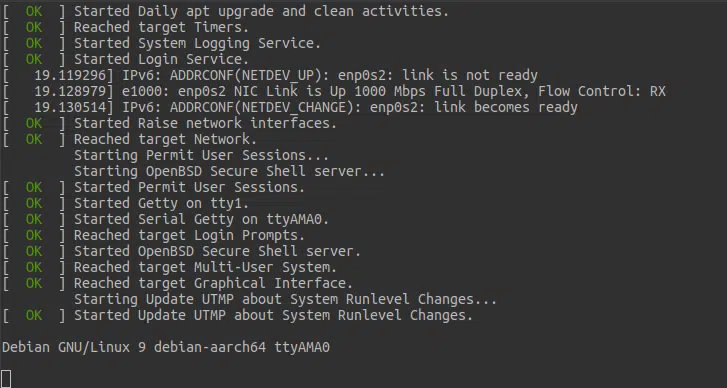 [  OK  ] Started Daily apt upgrade and clean activities.
[  OK  ] Reached target Timers.
[  OK  ] Started System Logging Service.
[  OK  ] Started Login Service.
[   19.119296] IPv6: ADDRCONF(NETDEV_UP): enp0s2: link is not ready
[   19.128979] e1000: enp0s2 NIC Link is Up 1000 Mbps Full Duplex, Flow Control: RX
[   19.130514] IPv6: ADDRCONF(NETDEV_CHANGE): enp0s2: link becomes ready
[  OK  ] Started Raise network interfaces.
[  OK  ] Reached target Network.
         Starting Permit User Sessions...
         Starting OpenBSD Secure Shell server...
[  OK  ] Started Permit User Sessions.
[  OK  ] Started Getty on tty1.
[  OK  ] Started Serial Getty on ttyAMA0.
[  OK  ] Reached target Login Prompts.
[  OK  ] Started OpenBSD Secure Shell server.
[  OK  ] Reached target Multi-User System.
[  OK  ] Reached target Graphical Interface.
         Starting Update UTMP about System Runlevel Changes...
[  OK  ] Started Update UTMP about System Runlevel Changes.
Debian GNU/Linux 9 debian-aarch64 ttyAMA0